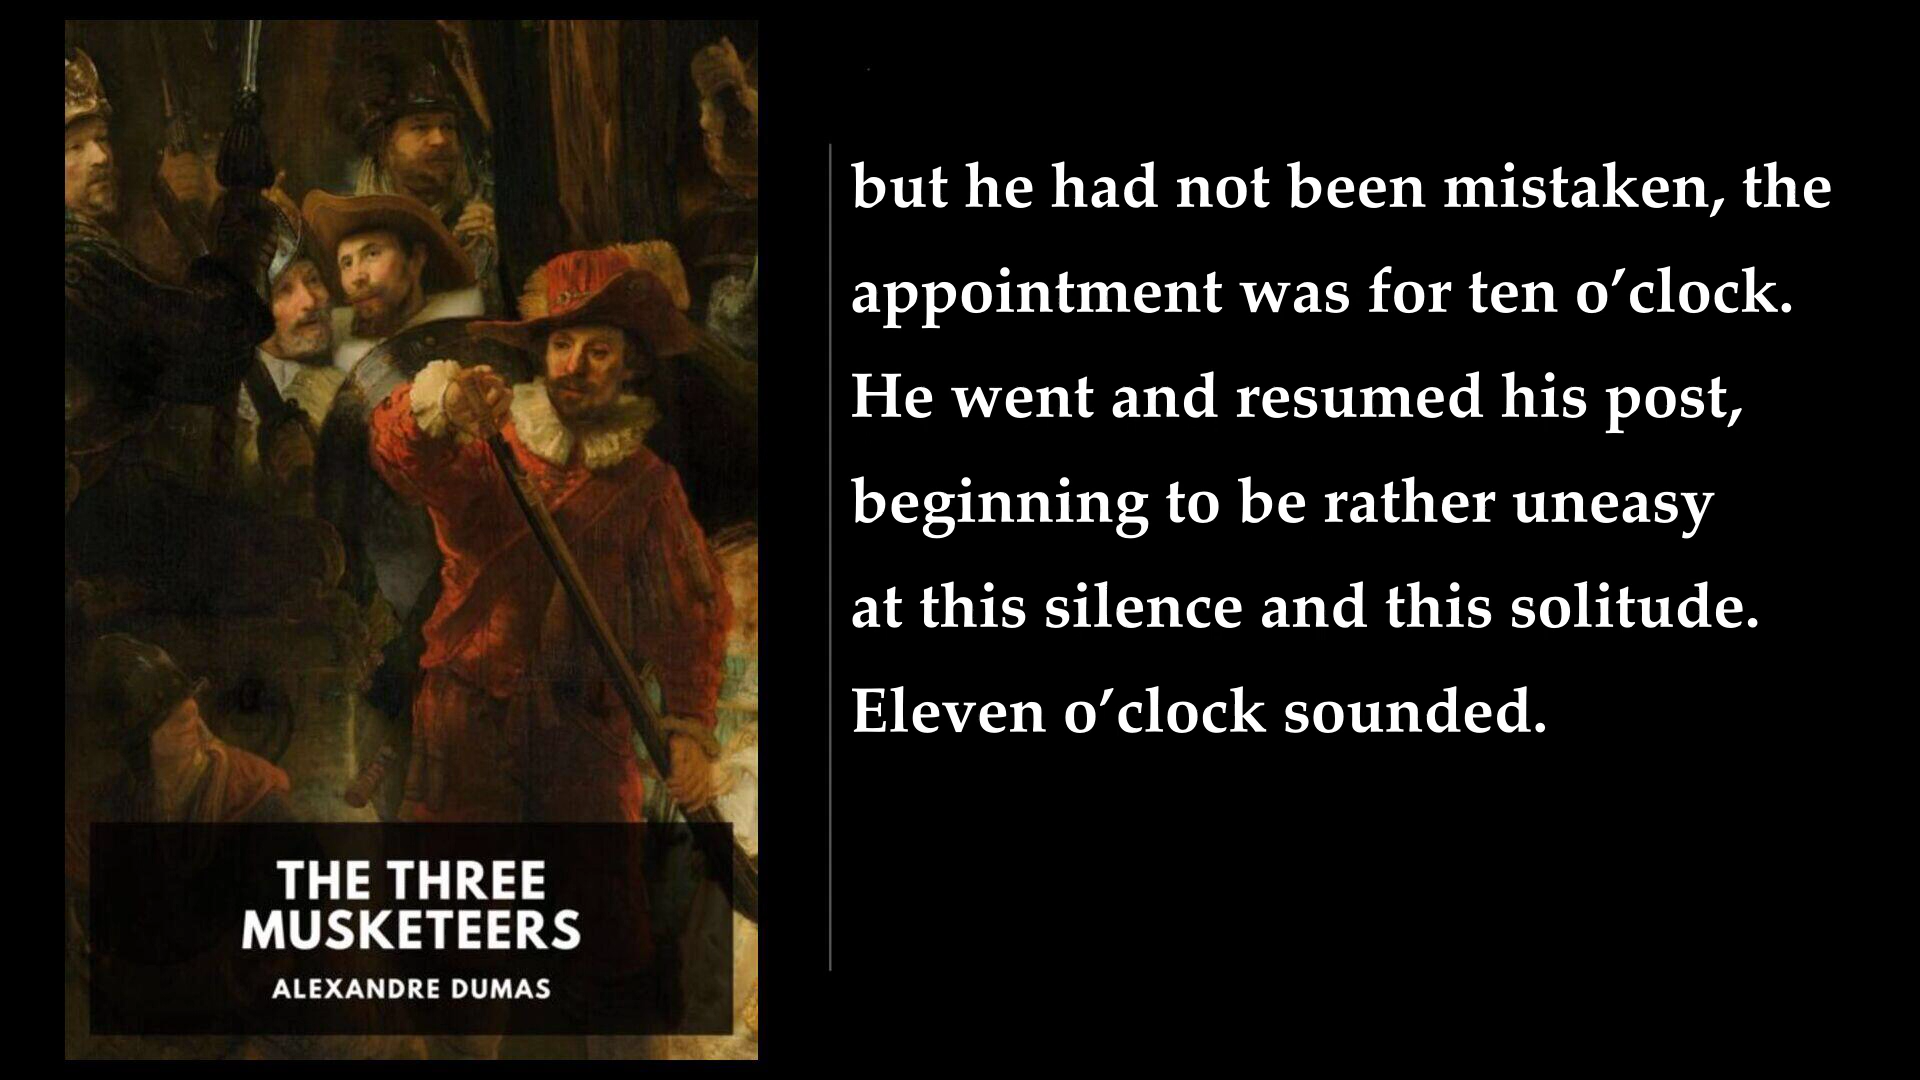 THE THREE
MUSKETEERS
ALEXANDRE DUMAS
but he had not been mistaken, the
appointment was for ten o’clock.
He went and resumed his post,
beginning to be rather uneasy
at this silence and this solitude.
Eleven o’clock sounded.